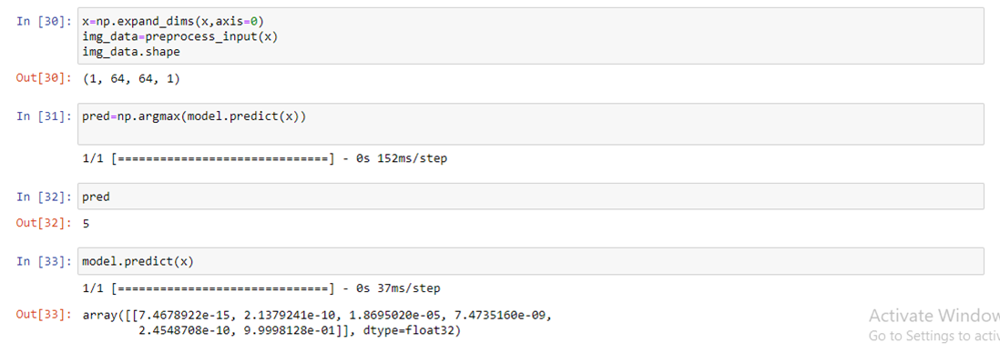 In [30]: x=np.expand_dims(x,axis=0)
img_data=preprocess_input(x)
img_data.shape
Out[30]: (1, 64, 64, 1)
In [31]: pred=np.argmax(model.predict(x))
1/1 [==============================] - 0s 152ms/step
In [32]: pred
Out[32]: 5
In [33]: model.predict(x)
1/1 [==============================] - 0s 37ms/step
Out[33]: array([[7.4678922e-15, 2.1379241e-10, 1.8695020e-05, 7.4735160e-09,
2.4548708e-10, 9.9998128e-01]], dtype=float32)
Activate Window
Go to Settings to activ